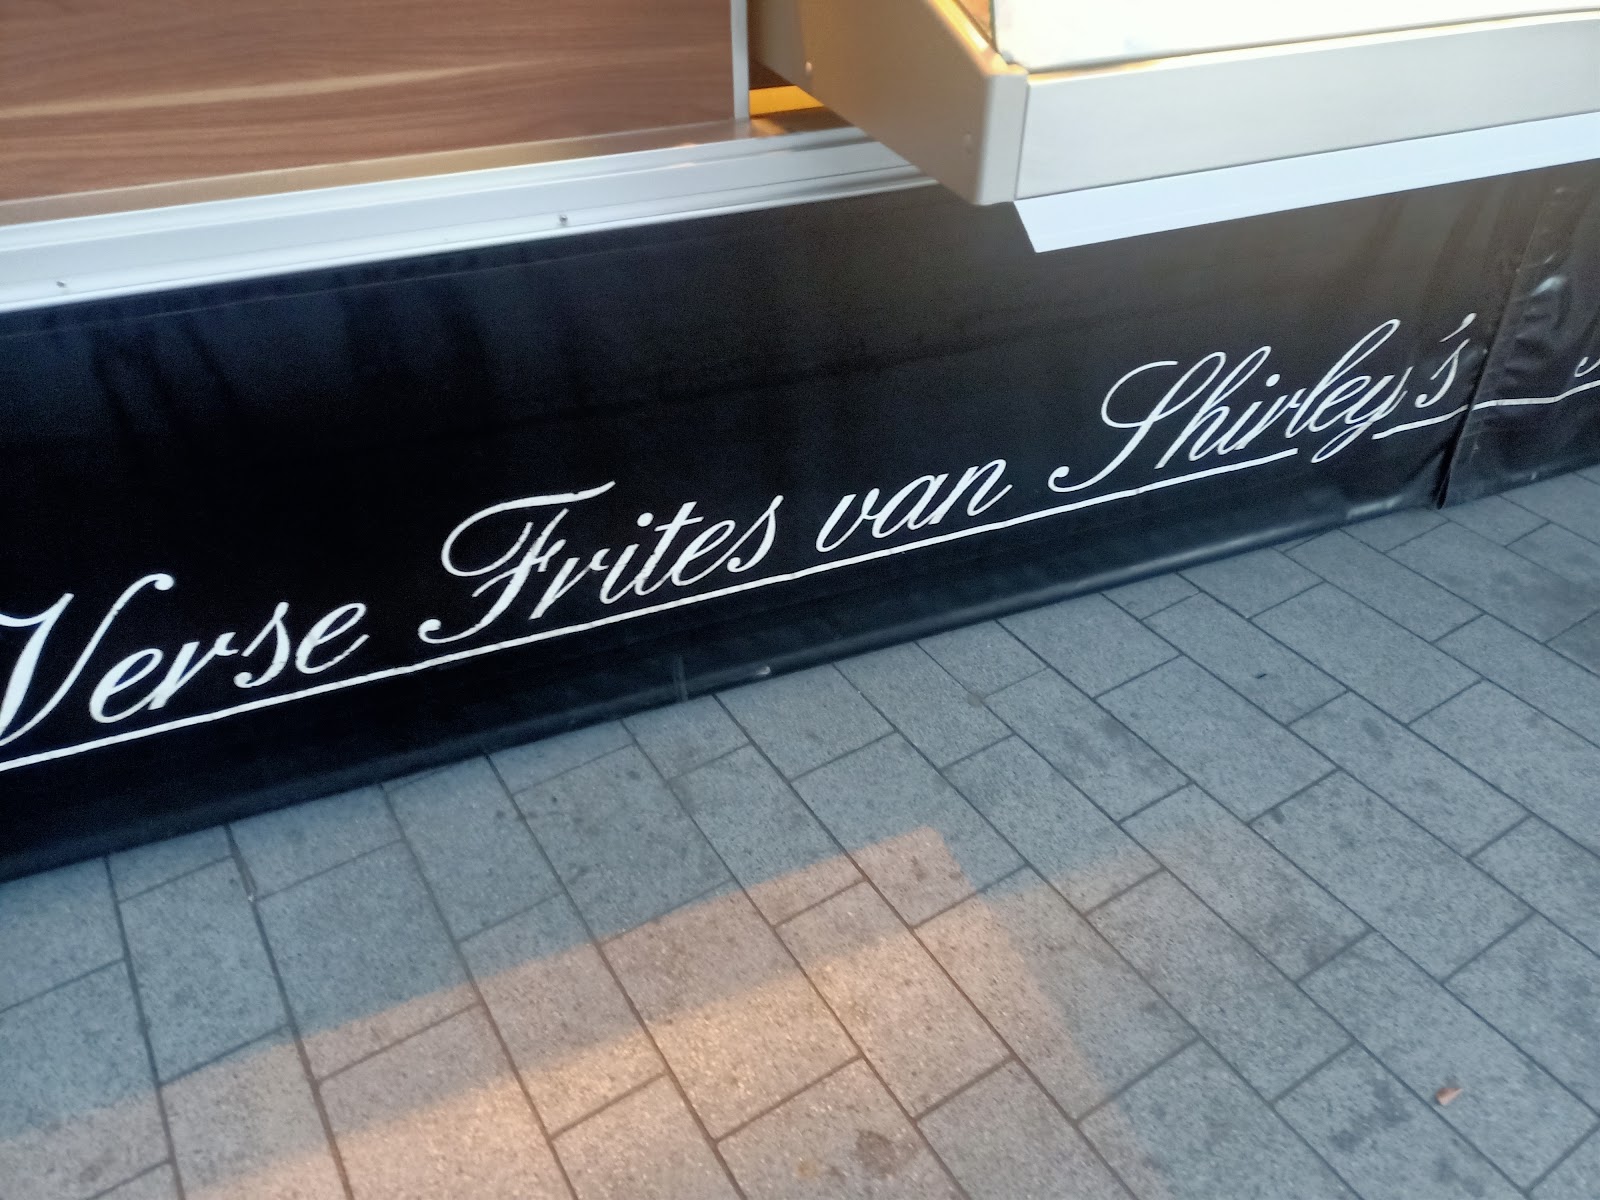 Verse Frites van Shirley's